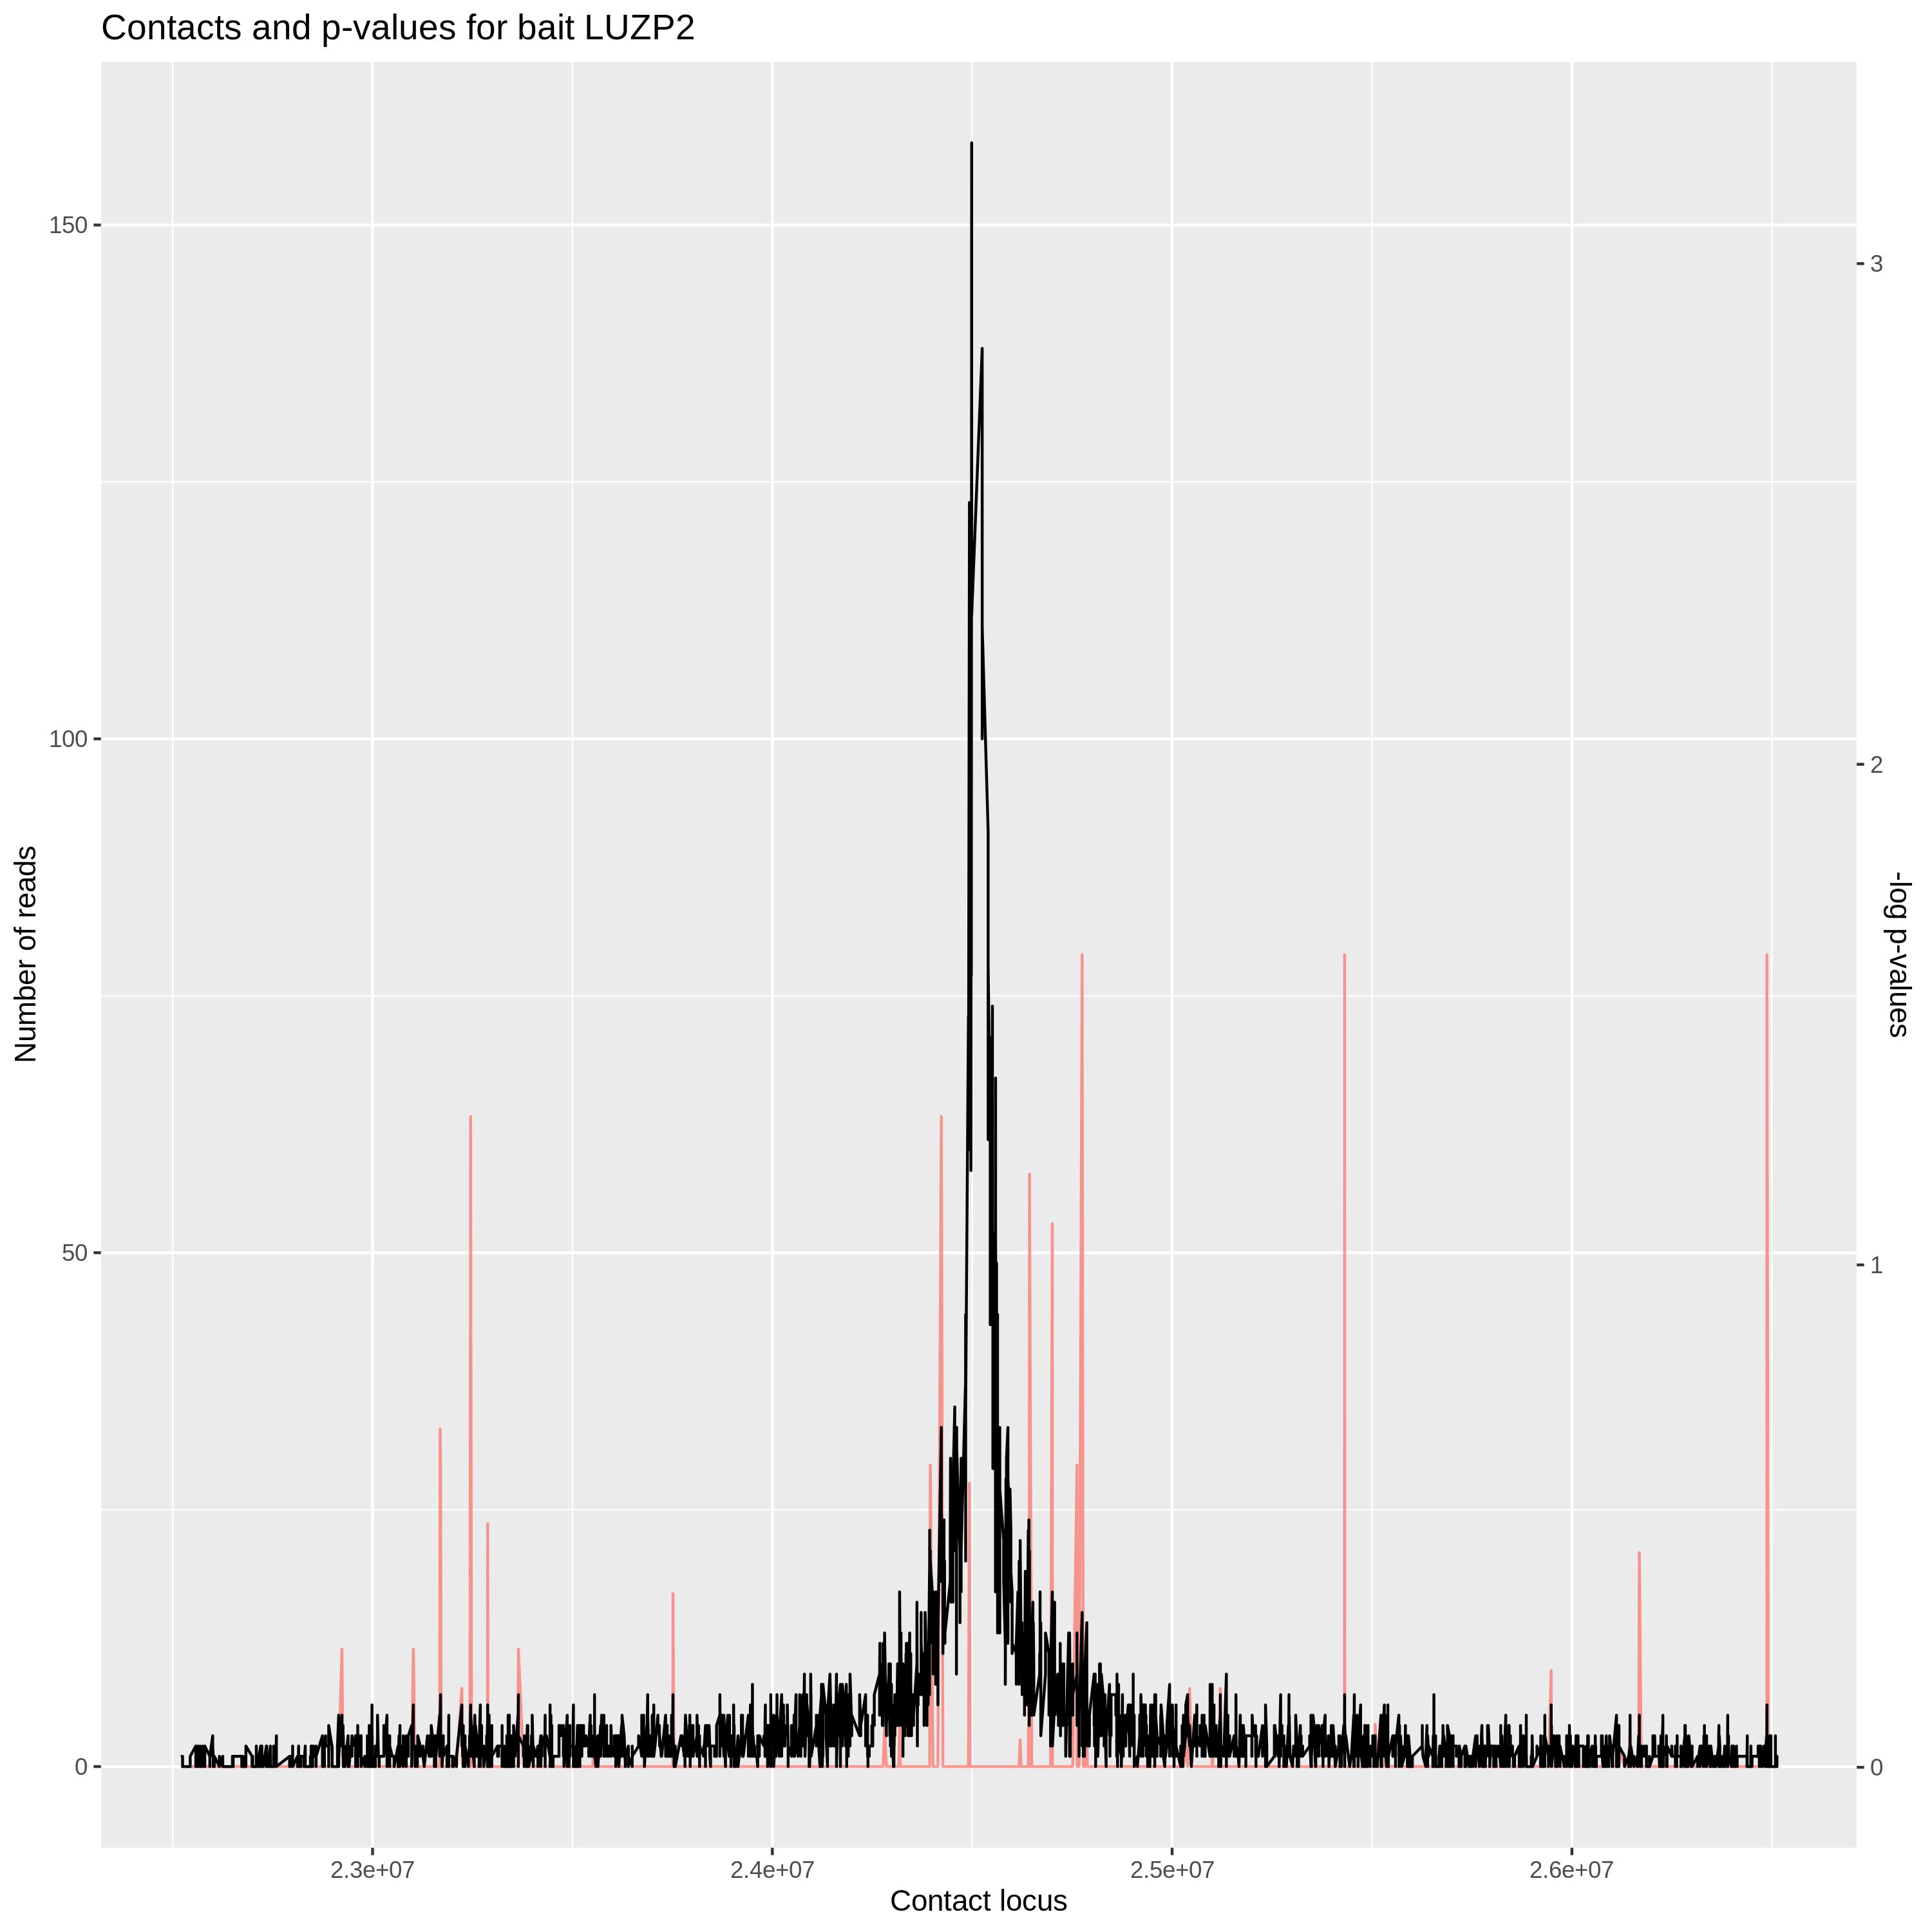 Contacts and p-values for bait LUZP2
150
100
50
0
Number of reads
3
2
1
0
-log p-values
2.3e+07
2.4e+07
2.5e+07
2.6e+07
Contact locus